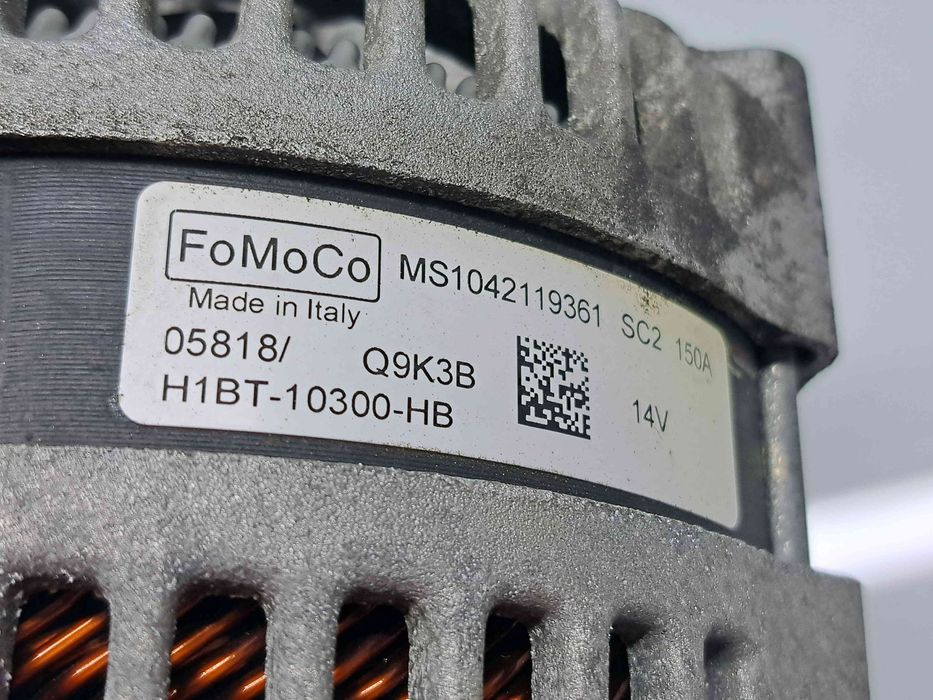 FoMoCo MS1042119361 SC2 150A
Made in Italy
05818/ Q9K3B
H1BT-10300-HB 14V